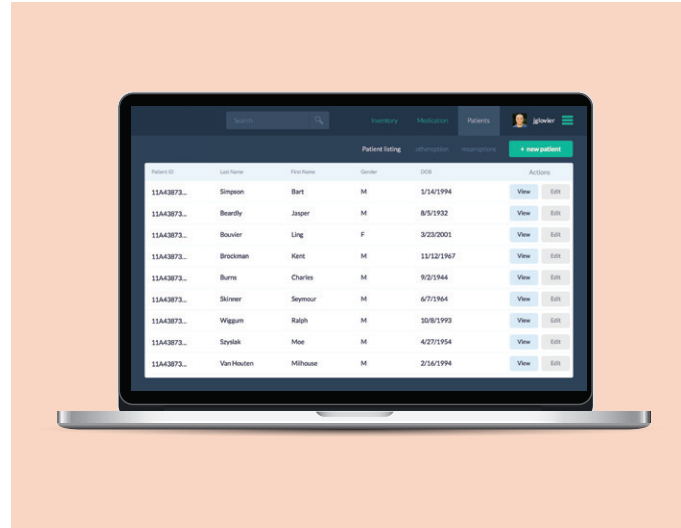 Search Inventory Medication Patients jglovier
Patient listing otheroption moaroptions + new patient
Patient ID Last Name First Name Gender DOB Actions
11A43873... Simpson Bart M 1/14/1994 View Edit
11A43873... Beardly Jasper M 8/5/1932 View Edit
11A43873... Bouvier Ling F 3/23/2001 View Edit
11A43873... Brockman Kent M 11/12/1967 View Edit
11A43873... Burns Charles M 9/2/1944 View Edit
11A43873... Skinner Seymour M 6/7/1964 View Edit
11A43873... Wiggum Ralph M 10/8/1993 View Edit
11A43873... Szyslak Moe M 4/27/1954 View Edit
11A43873... Van Houten Milhouse M 2/16/1994 View Edit